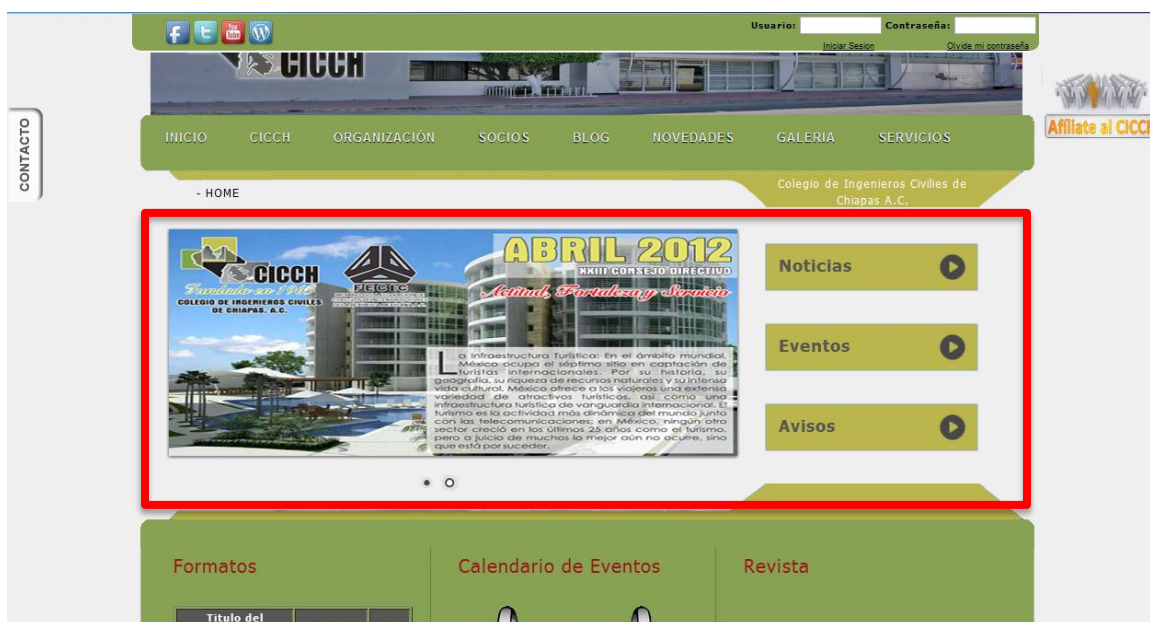 f t You Tube W
Usuario: Contraseña:
Iniciar Sesion Olvide mi contraseña
CICCH
Affliate al CICCH
CONTACTO
INICIO CICCH ORGANIZACIÓN SOCIOS BLOG NOVEDADES GALERIA SERVICIOS
- HOME
Colegio de Ingenieros Civilies de
Chiapas A.C.
CICCH
Fundado en 1965
COLEGIO DE INGENIEROS CIVILES
DE CHIAPAS. A.C.
FECIC
ABRIL 2012
XXIII CONSEJO DIRECTIVO
Actitud, Fortaleza y Servicio
La Infraestructura Turística: En el ámbito mundial,
México ocupa el séptimo sitio en captación de
turistas internacionales. Por su historia, su
geografía, su riqueza de recursos naturales y su intensa
vida cultural, México ofrece a los viajeros una extensa
variedad de atractivos turísticos, así como una
infraestructura turística de vanguardia internacional. El
turismo es la actividad más dinámica del mundo junto
con las telecomunicaciones; en México, ningún otro
sector creció en los últimos 25 años como el turismo,
pero a juicio de muchos lo mejor aún no ocurre, sino
que está por suceder.
Noticias
Eventos
Avisos
Formatos Calendario de Eventos Revista
Titulo del